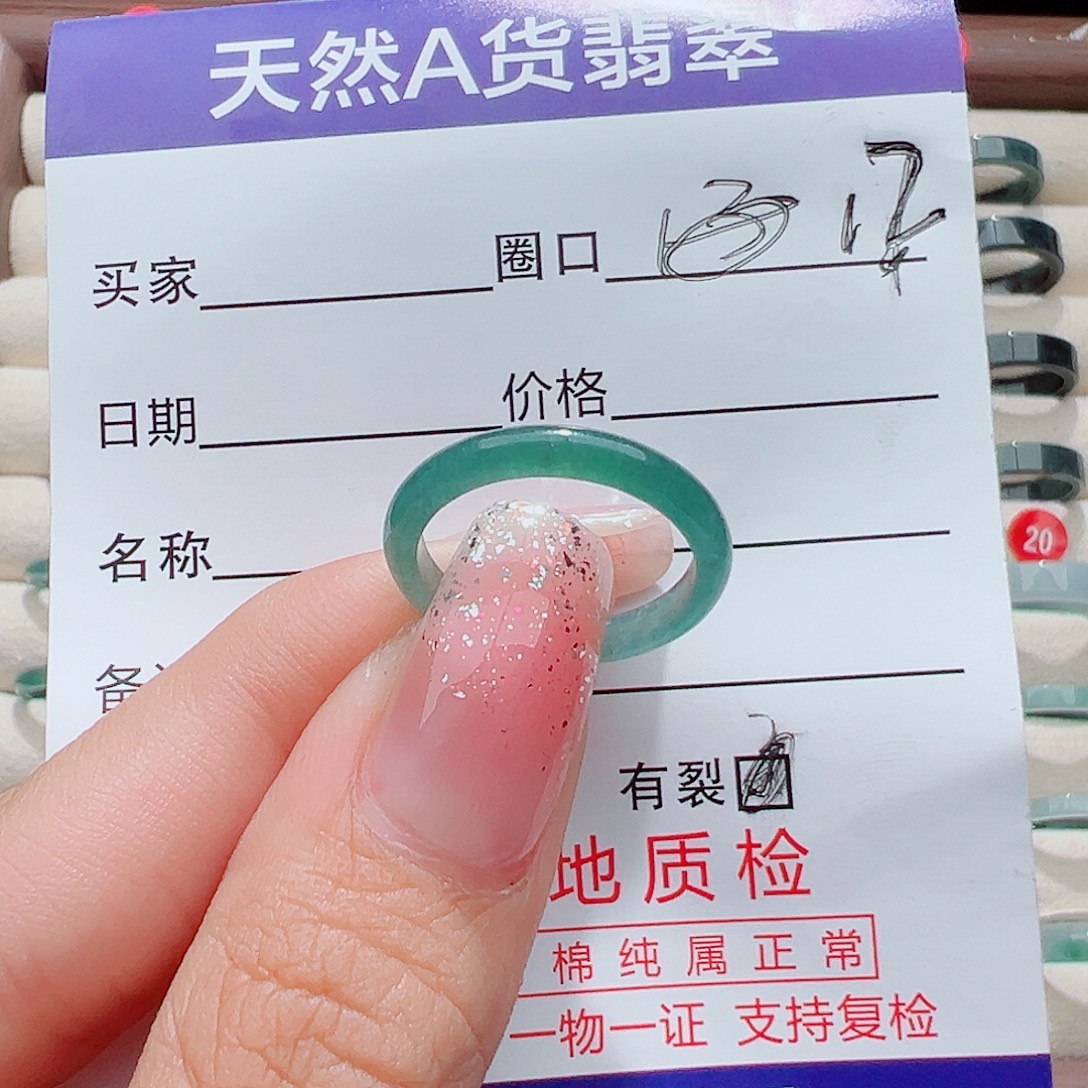 天然A货翡翠
买家 圈口
日期 价格
名称
备
有裂
地质检
棉纯属正常
一物一证 支持复检
20